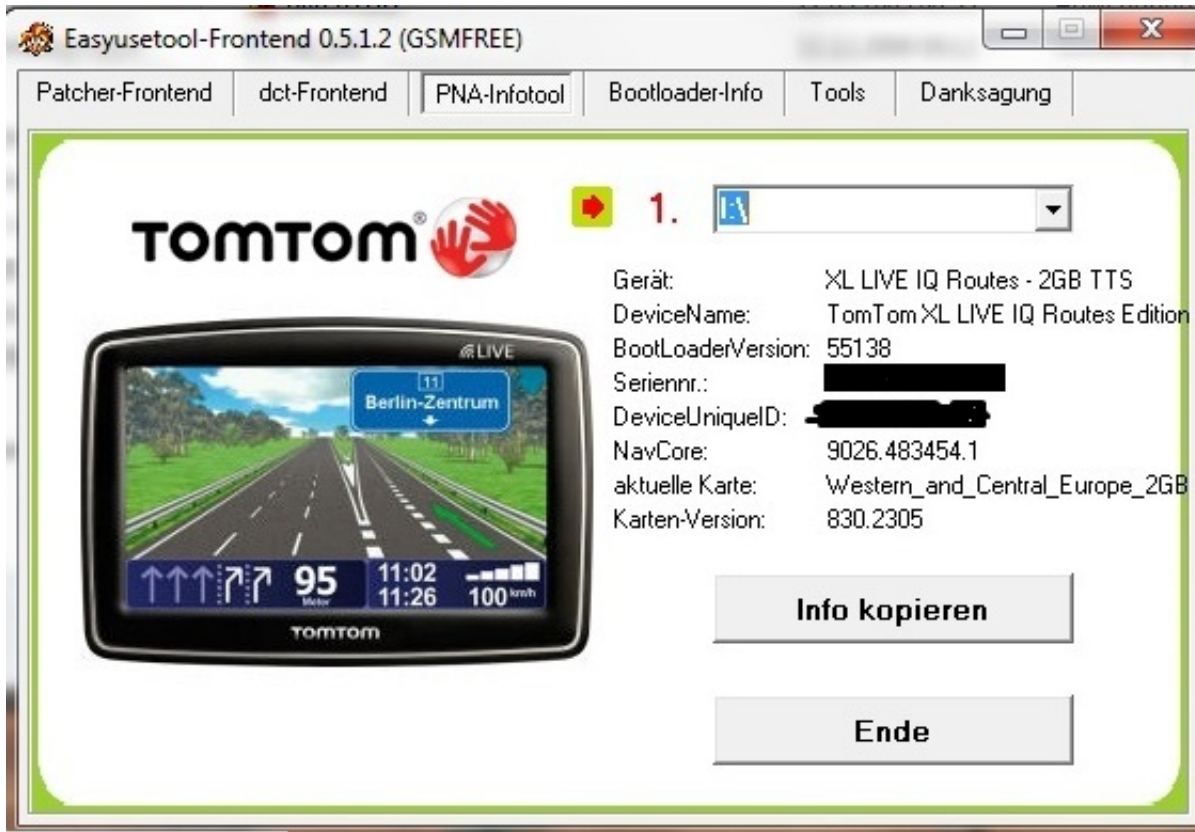 Easyusetool-Frontend 0.5.1.2 (GSMFREE)
Patcher-Frontend dct-Frontend PNA-Infotool Bootloader-Info Tools Danksagung
TOMTOM®
1. I:\
Gerät: XL LIVE IQ Routes - 2GB TTS
DeviceName: TomTom XL LIVE IQ Routes Edition
BootLoaderVersion: 55138
Seriennr.:
DeviceUniqueID:
NavCore: 9026.483454.1
aktuelle Karte: Western_and_Central_Europe_2GB
Karten-Version: 830.2305
LIVE
11
Berlin-Zentrum
95 Meter
11:02
11:26
100 km/h
TOMTOM
Info kopieren
Ende